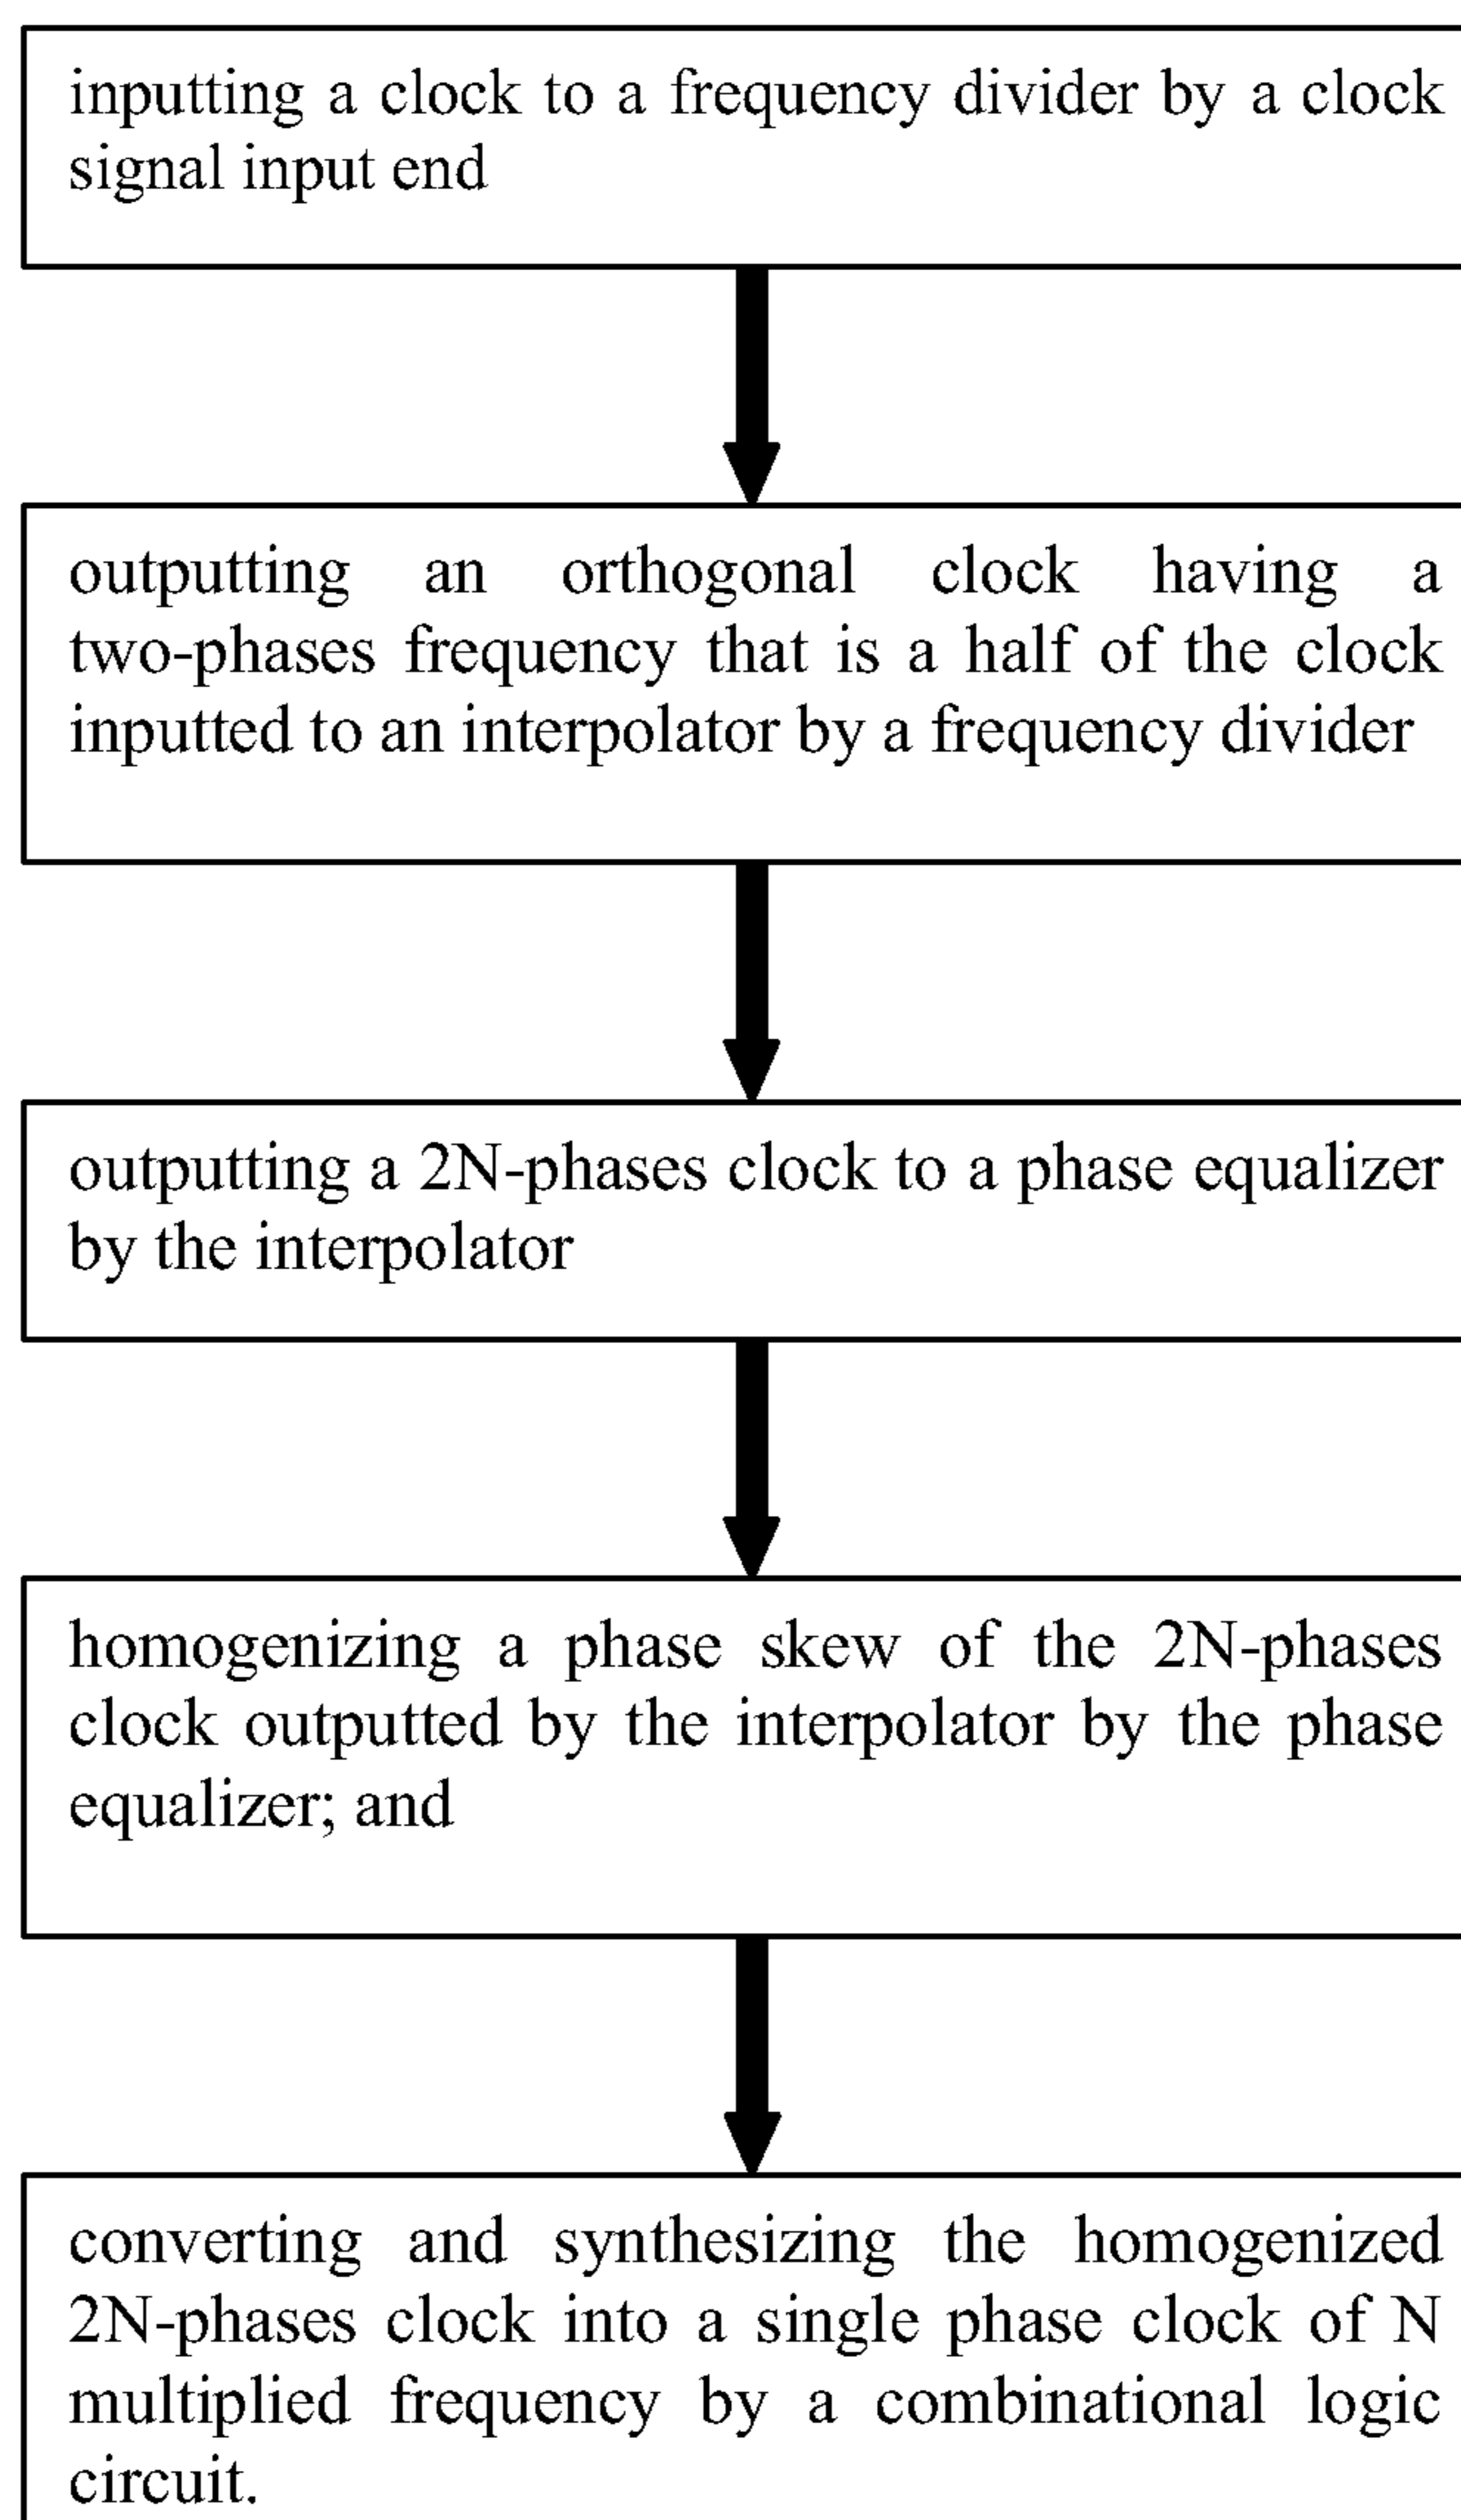 inputting a clock to a frequency divider by a clock
signal input end
outputting an orthogonal clock having a
two-phases frequency that is a half of the clock
inputted to an interpolator by a frequency divider
outputting a 2N-phases clock to a phase equalizer
by the interpolator
homogenizing a phase skew of the 2N-phases
clock outputted by the interpolator by the phase
equalizer; and
converting and synthesizing the homogenized
2N-phases clock into a single phase clock of N
multiplied frequency by a combinational logic
circuit.